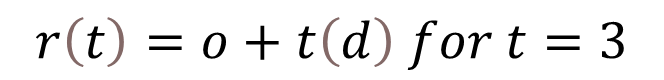 r(t) = o + t(d) for t = 3